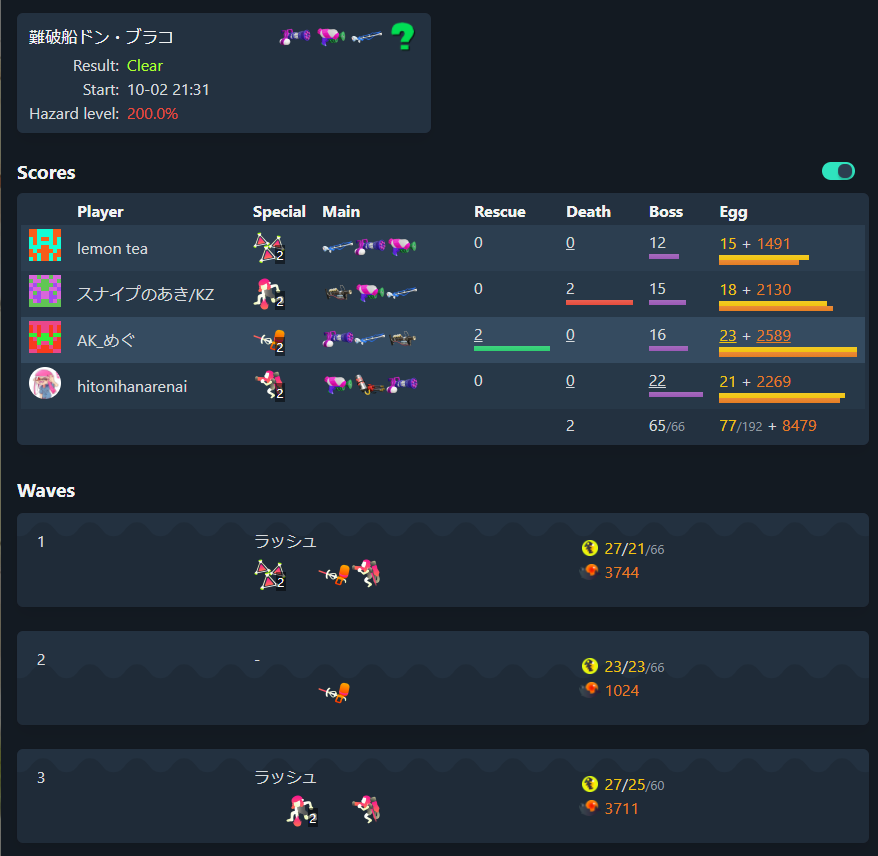 難破船ドン・ブラコ
?
Result: Clear
Start: 10-02 21:31
Hazard level: 200.0%
Scores
Player Special Main Rescue Death Boss Egg
lemon tea 2 0 0 12 15 + 1491
スナイプのあき/KZ 2 0 2 15 18 + 2130
AK_めぐ 2 2 0 16 23 + 2589
hitonihanarenai 2 0 0 22 21 + 2269
2 65/66 77/192 + 8479
Waves
1 ラッシュ 27/21/66
2 3744
2 - 23/23/66
1024
3 ラッシュ 27/25/60
2 3711